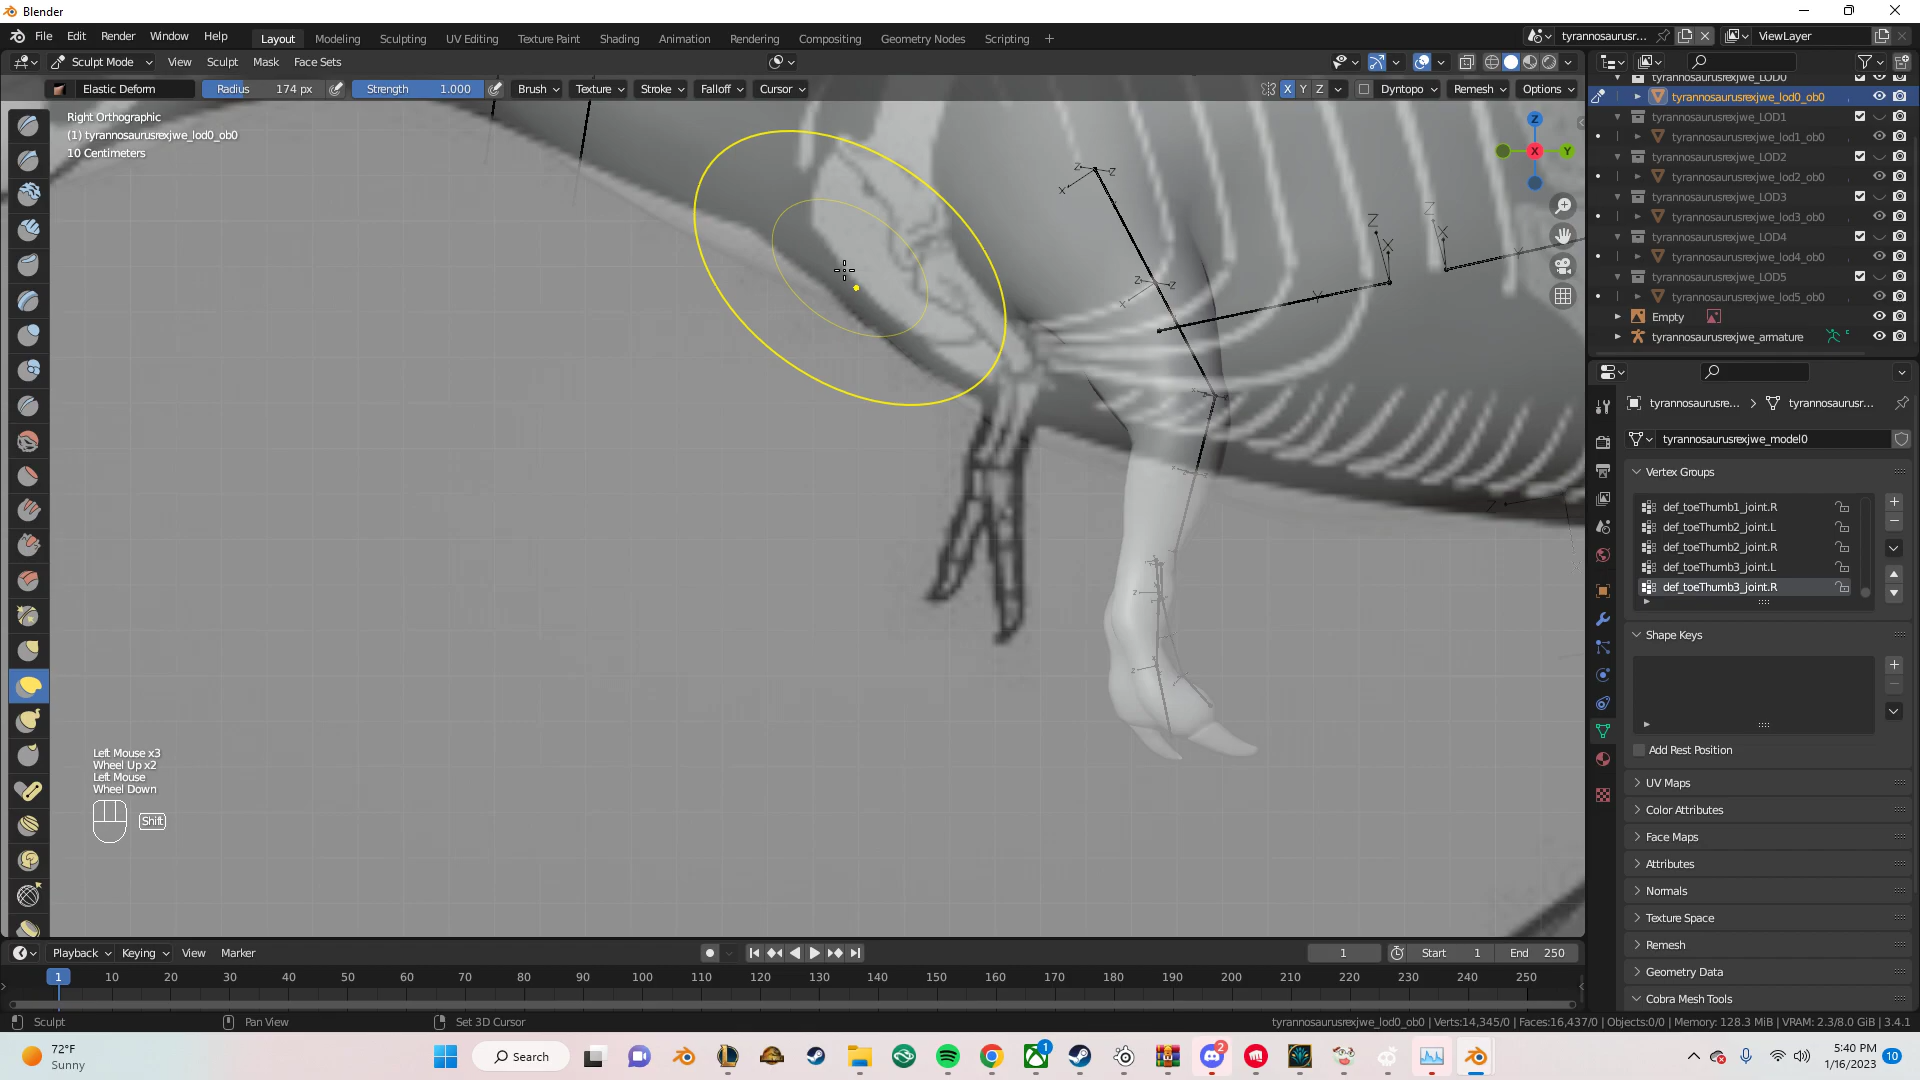 Blender
File Edit Render Window Help Layout Modeling Sculpting UV Editing Texture Paint Shading Animation Rendering Compositing Geometry Nodes Scripting + tyrannosaurusr... ViewLayer
Sculpt Mode View Sculpt Mask Face Sets
Elastic Deform Radius 174 px Strength 1.000 Brush Texture Stroke Falloff Cursor X Y Z Dyntopo Remesh Options
Right Orthographic
(1) tyrannosaurusrexjwe_lod0_ob0
10 Centimeters
Z
Y
X
tyrannosaurusrexjwe_LOD0
tyrannosaurusrexjwe_lod0_ob0
tyrannosaurusrexjwe_LOD1
tyrannosaurusrexjwe_lod1_ob0
tyrannosaurusrexjwe_LOD2
tyrannosaurusrexjwe_lod2_ob0
tyrannosaurusrexjwe_LOD3
tyrannosaurusrexjwe_lod3_ob0
tyrannosaurusrexjwe_LOD4
tyrannosaurusrexjwe_lod4_ob0
tyrannosaurusrexjwe_LOD5
tyrannosaurusrexjwe_lod5_ob0
Empty
tyrannosaurusrexjwe_armature
tyrannosaurusre... > tyrannosaurusr...
tyrannosaurusrexjwe_model0
Vertex Groups
def_toeThumb1_joint.R
def_toeThumb2_joint.L
def_toeThumb2_joint.R
def_toeThumb3_joint.L
def_toeThumb3_joint.R
Shape Keys
Add Rest Position
UV Maps
Color Attributes
Face Maps
Attributes
Normals
Texture Space
Remesh
Geometry Data
Cobra Mesh Tools
Left Mouse x3
Wheel Up x2
Left Mouse
Wheel Down
Shift
Playback Keying View Marker 1 Start 1 End 250
1 10 20 30 40 50 60 70 80 90 100 110 120 130 140 150 160 170 180 190 200 210 220 230 240 250
Sculpt Pan View Set 3D Cursor tyrannosaurusrexjwe_lod0_ob0 | Verts:14,345/0 | Faces:16,437/0 | Objects:0/0 | Memory: 128.3 MiB | VRAM: 2.3/8.0 GiB | 3.4.1
72°F
Sunny
Search
1
2
5:40 PM
1/16/2023
10